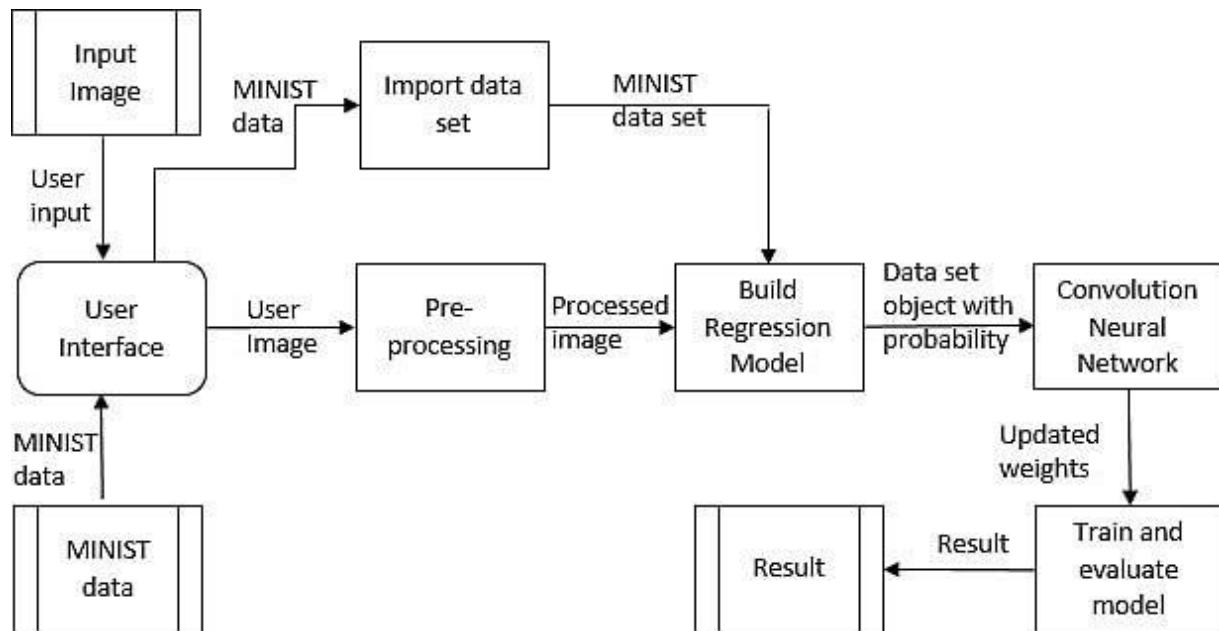 Input
Image
MINIST
data
Import data
set
MINIST
data set
User
input
User
Interface
User
Image
Pre-
processing
Processed
image
Build
Regression
Model
Data set
object with
probability
Convolution
Neural
Network
MINIST
data
Updated
weights
MINIST
data
Result
Result
Train and
evaluate
model